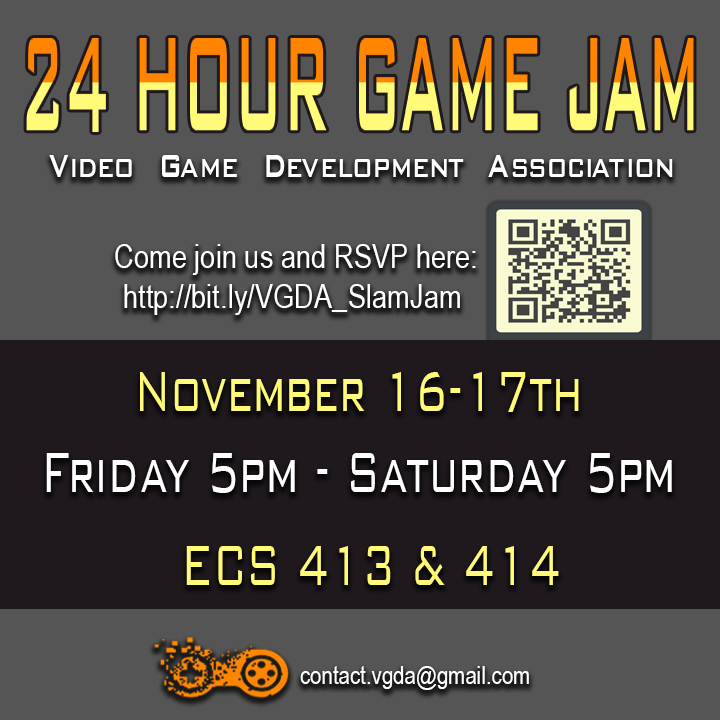 24 HOUR GAME JAM
VIDEO GAME DEVELOPMENT ASSOCIATION
Come join us and RSVP here:
http://bit.ly/VGDA_SlamJam
NOVEMBER 16-17TH
FRIDAY 5PM - SATURDAY 5PM
ECS 413 & 414
contact.vgda@gmail.com